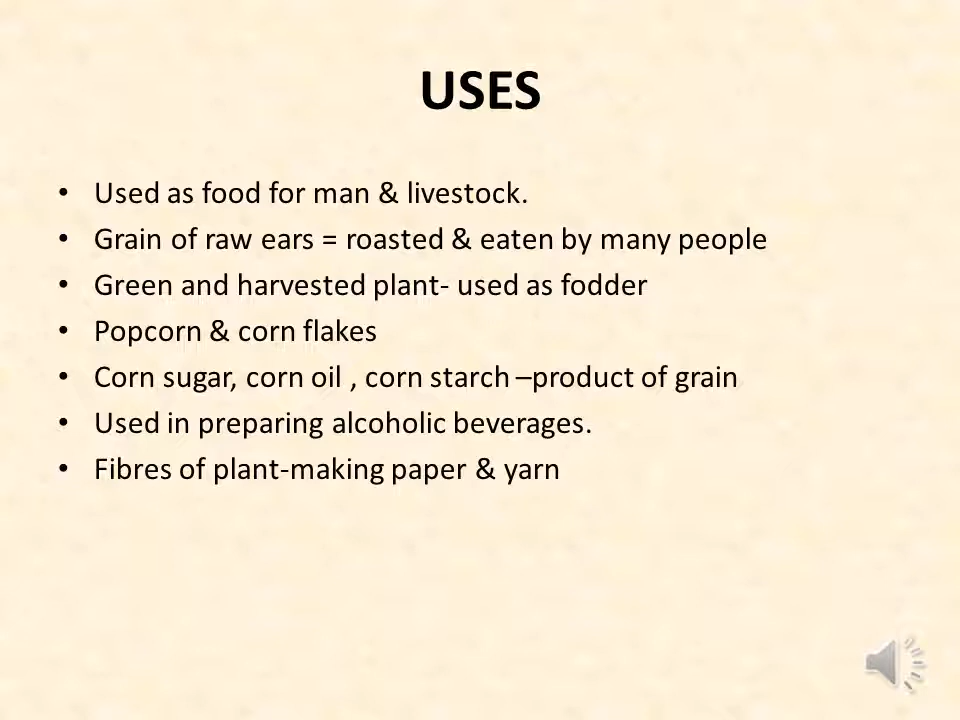 USES
• Used as food for man & livestock.
• Grain of raw ears = roasted & eaten by many people
• Green and harvested plant- used as fodder
• Popcorn & corn flakes
• Corn sugar, corn oil , corn starch –product of grain
• Used in preparing alcoholic beverages.
• Fibres of plant-making paper & yarn